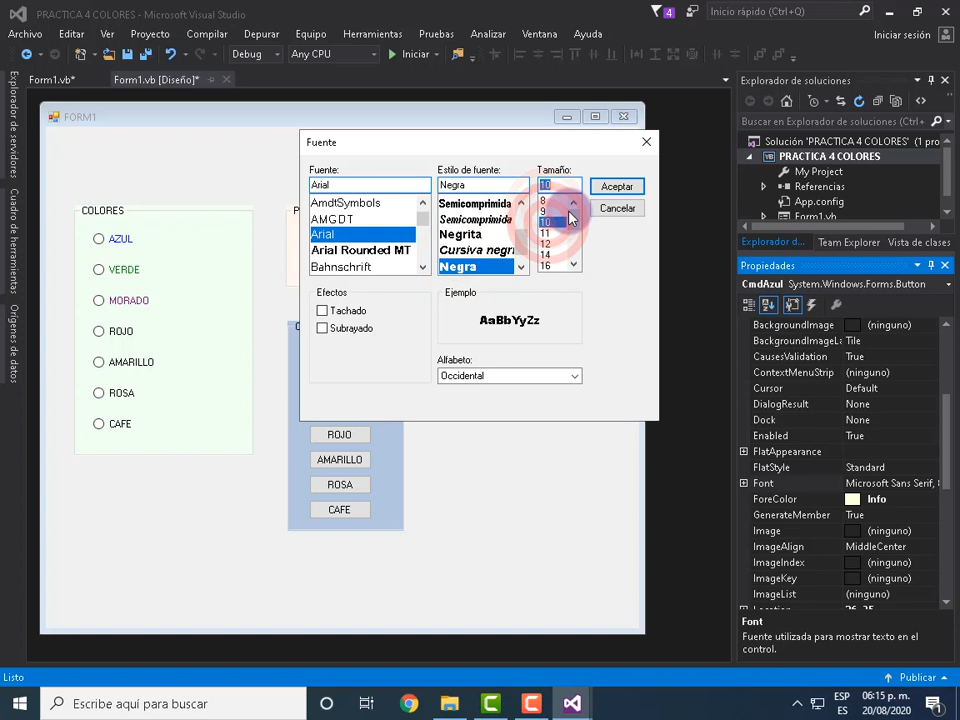 PRACTICA 4 COLORES - Microsoft Visual Studio
4
Inicio rápido (Ctrl+Q)
Archivo Editar Ver Proyecto Compilar Depurar Equipo Herramientas Prueba Analizar Ventana Ayuda
Iniciar sesión
Debug Any CPU Iniciar
Form1.vb* Form1.vb [Diseño]*
Explorador de servidores
Cuadro de herramientas
Orígenes de datos
FORM1
COLORES
AZUL
VERDE
MORADO
ROJO
AMARILLO
ROSA
CAFE
ROJO
AMARILLO
ROSA
CAFE
Fuente
Fuente:
Arial
AmdtSymbols
AMGDT
Arial
Arial Rounded MT
Bahnschrift
Estilo de fuente:
Negra
Semicomprimida
Semicomprimida
Negrita
Cursiva negri
Negra
Tamaño:
10
8
9
10
11
12
14
16
Aceptar
Cancelar
Efectos
Tachado
Subrayado
Ejemplo
AaBbYyZz
Alfabeto:
Occidental
Explorador de soluciones
Buscar en Explorador de soluciones (Ctrl+
Solución "PRACTICA 4 COLORES" (1 pro
PRACTICA 4 COLORES
My Project
References
App.config
Form1.vb
Explorador d... Team Explorer Vista de clases
Propiedades
CmdAzul System.Windows.Forms.Button
BackgroundImage (ninguno)
BackgroundImageLa Tile
CausesValidation True
ContextMenuStrip (ninguno)
Cursor Default
DialogResult None
Dock None
Enabled True
FlatAppearance
FlatStyle Standard
Font Microsoft Sans Serif, 8
ForeColor Info
GenerateMember True
Image (ninguno)
ImageAlign MiddleCenter
ImageIndex (ninguno)
ImageKey (ninguno)
ImageList (ninguno)
Location 26, 25
Font
Fuente utilizada para mostrar texto en el
control.
Listo
Publicar
Escribe aquí para buscar
ESP
ES
06:15 p. m.
20/08/2020
1